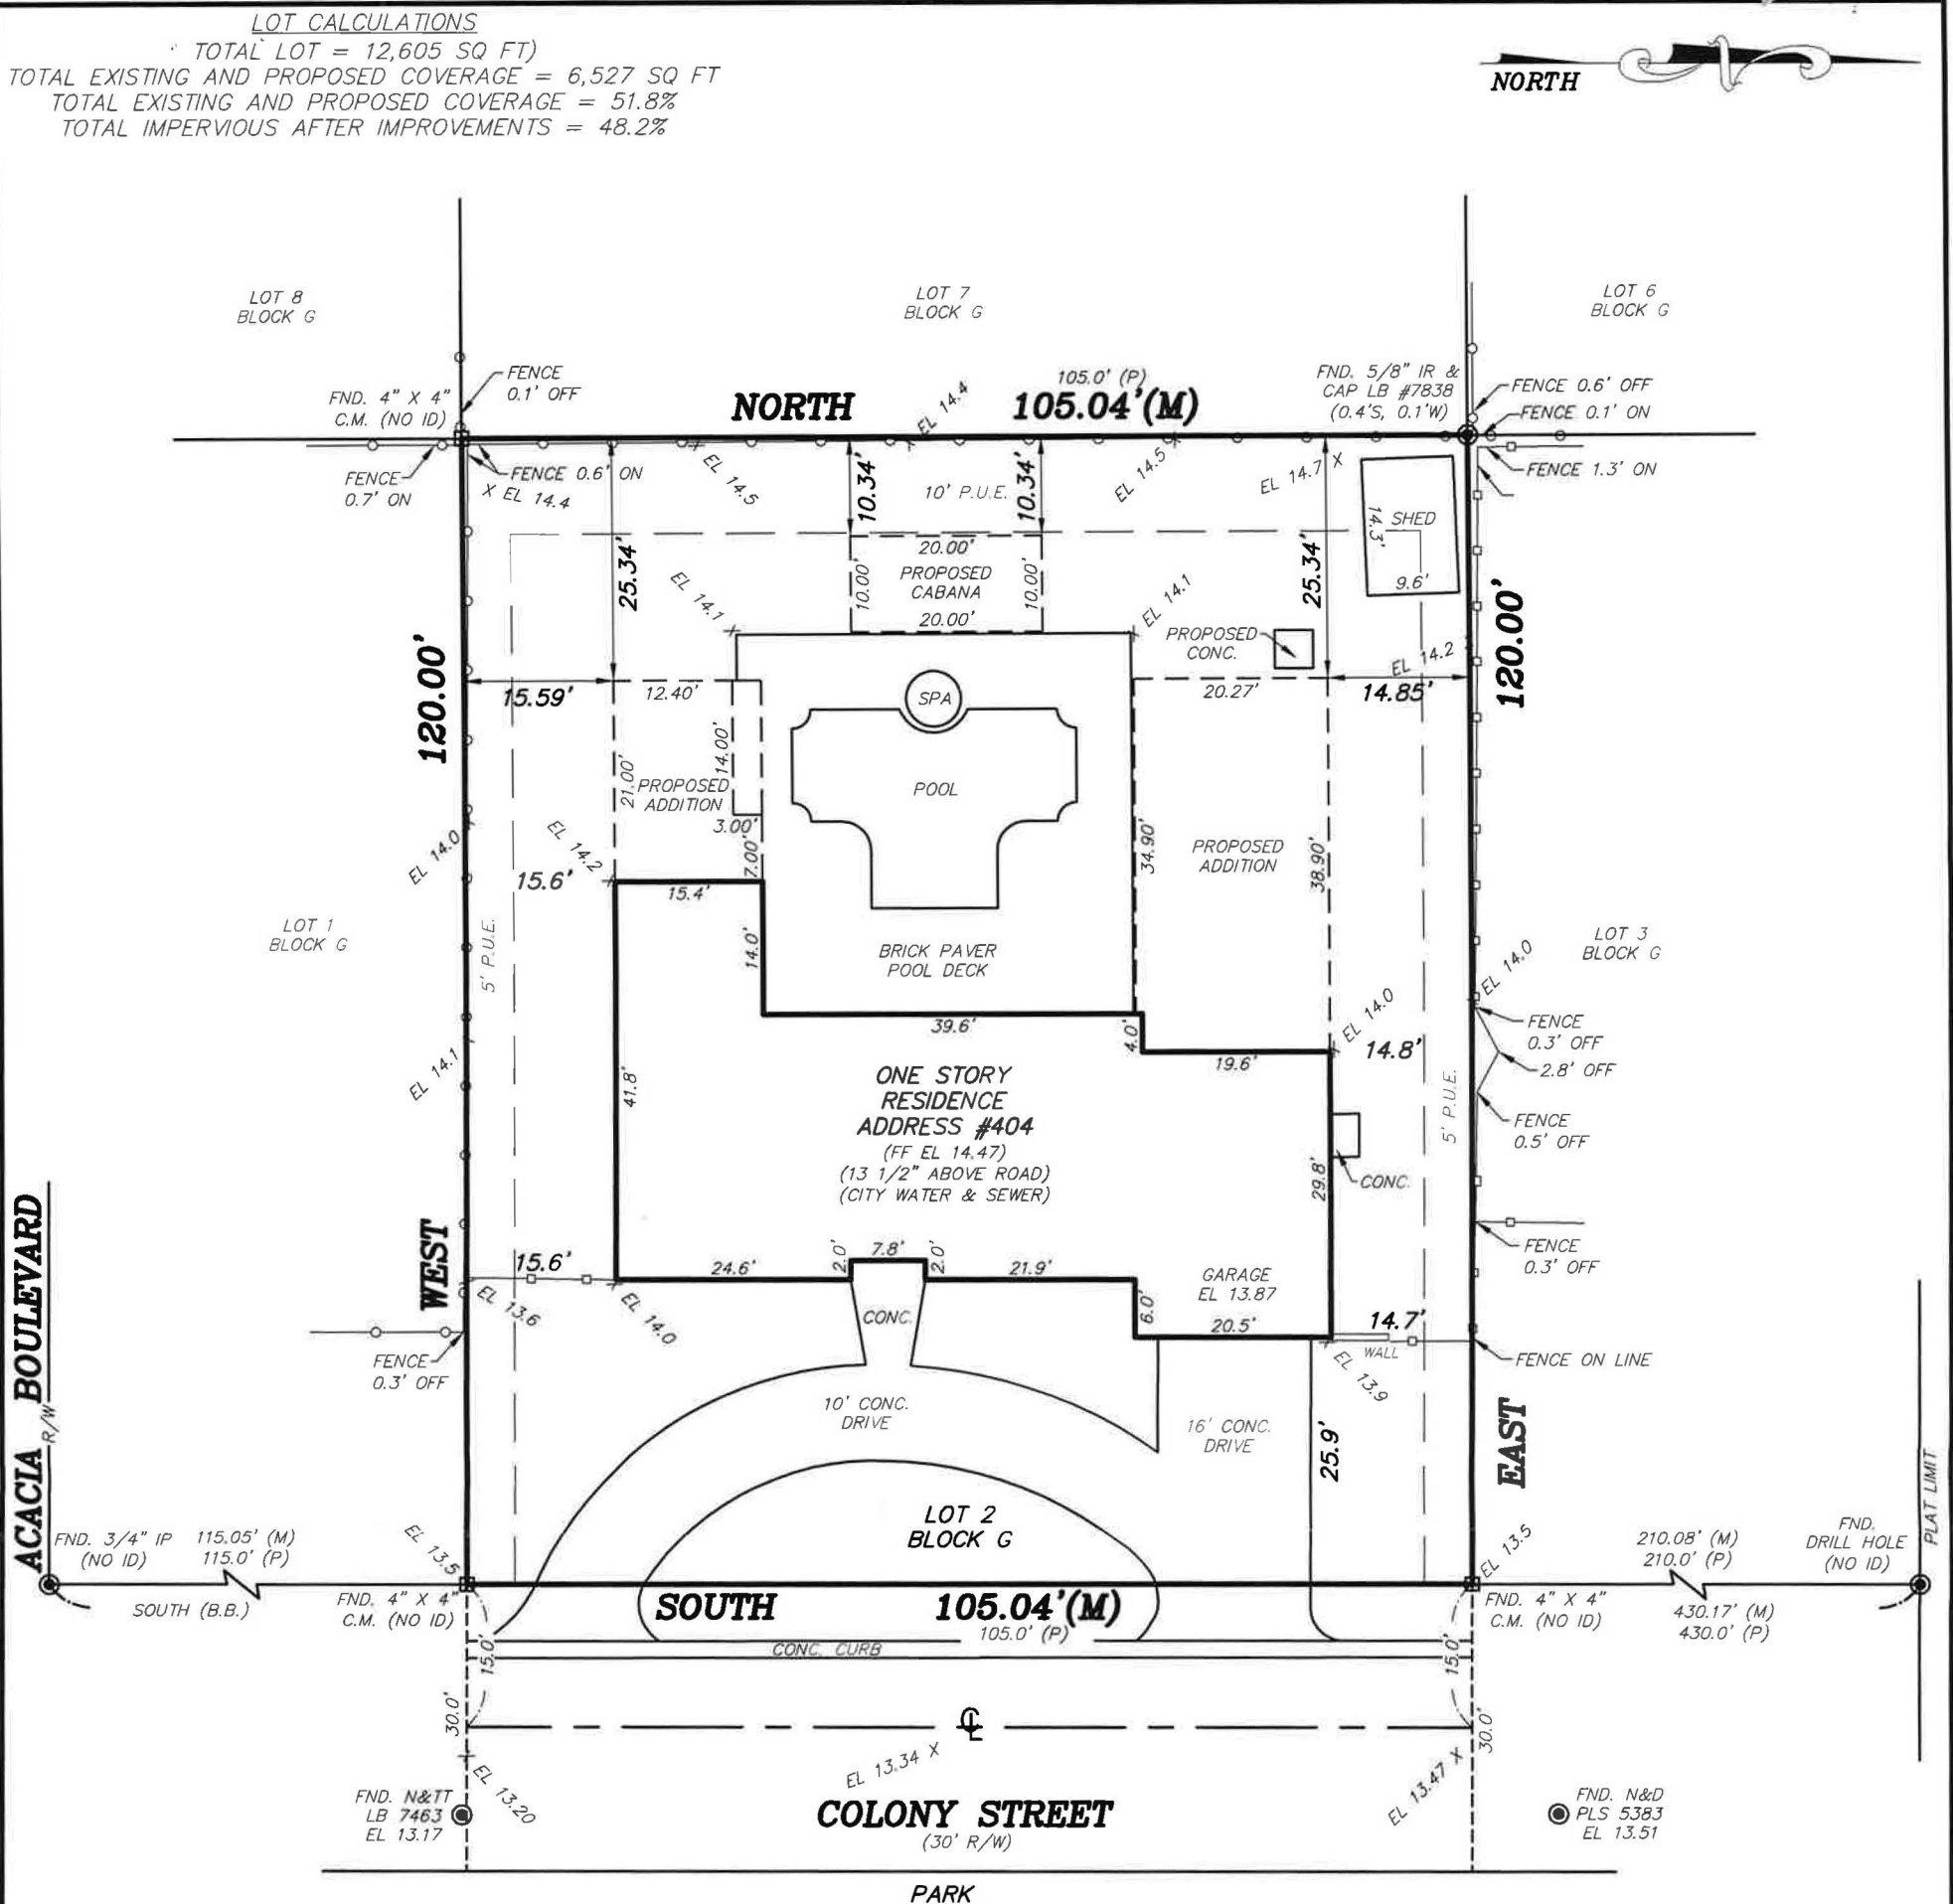 LOT CALCULATIONS
TOTAL LOT = 12,605 SQ FT)
TOTAL EXISTING AND PROPOSED COVERAGE = 6,527 SQ FT
TOTAL EXISTING AND PROPOSED COVERAGE = 51.8%
TOTAL IMPERVIOUS AFTER IMPROVEMENTS = 48.2%
NORTH
LOT 8
BLOCK G
LOT 7
BLOCK G
LOT 6
BLOCK G
FENCE
0.1' OFF
FND. 4" X 4"
C.M. (NO ID)
NORTH
105.0' (P)
105.04'(M)
EL 14.4
FND. 5/8" IR &
CAP LB #7838
(0.4'S, 0.1'W)
FENCE 0.6' OFF
FENCE 0.1' ON
FENCE 1.3' ON
FENCE
0.7' ON
FENCE 0.6' ON
X EL 14.4
EL 14.5
10.34'
10' P.U.E.
10.34'
EL 14.5
EL 14.7 X
14.3'
SHED
9.6'
25.34'
20.00'
10.00'
PROPOSED
CABANA
10.00'
20.00'
25.34'
EL 14.1
EL 14.1
PROPOSED
CONC.
EL 14.2
120.00'
120.00'
15.59'
12.40'
SPA
20.27'
14.85'
21.00'
14.00'
PROPOSED
ADDITION
3.00'
7.00'
POOL
34.90'
PROPOSED
ADDITION
38.90'
EL 14.0
EL 14.2
15.6'
15.4'
14.0'
LOT 1
BLOCK G
5' P.U.E.
BRICK PAVER
POOL DECK
LOT 3
BLOCK G
EL 14.0
39.6'
4.0'
19.6'
EL 14.0
14.8'
FENCE
0.3' OFF
2.8' OFF
FENCE
0.5' OFF
EL 14.1
41.8'
ONE STORY
RESIDENCE
ADDRESS #404
(FF EL 14.47)
(13 1/2" ABOVE ROAD)
(CITY WATER & SEWER)
29.8'
CONC.
5' P.U.E.
ACACIA BOULEVARD
R/W
WEST
15.6'
24.6'
2.0'
7.8'
2.0'
21.9'
GARAGE
EL 13.87
FENCE
0.3' OFF
EL 13.6
EL 14.0
CONC.
6.0'
20.5'
14.7'
WALL
FENCE ON LINE
FENCE
0.3' OFF
EL 13.9
10' CONC.
DRIVE
16' CONC.
DRIVE
25.9'
EAST
PLAT LIMIT
LOT 2
BLOCK G
FND. 3/4" IP
(NO ID)
115.05' (M)
115.0' (P)
EL 13.5
EL 13.5
210.08' (M)
210.0' (P)
FND.
DRILL HOLE
(NO ID)
SOUTH (B.B.)
FND. 4" X 4"
C.M. (NO ID)
SOUTH
105.04'(M)
105.0' (P)
FND. 4" X 4"
C.M. (NO ID)
430.17' (M)
430.0' (P)
CONC. CURB
15.0'
15.0'
30.0'
30.0'
EL 13.34 X
EL 13.20
EL 13.47 X
FND. N&TT
LB 7463
EL 13.17
COLONY STREET
(30' R/W)
FND. N&D
PLS 5383
EL 13.51
PARK